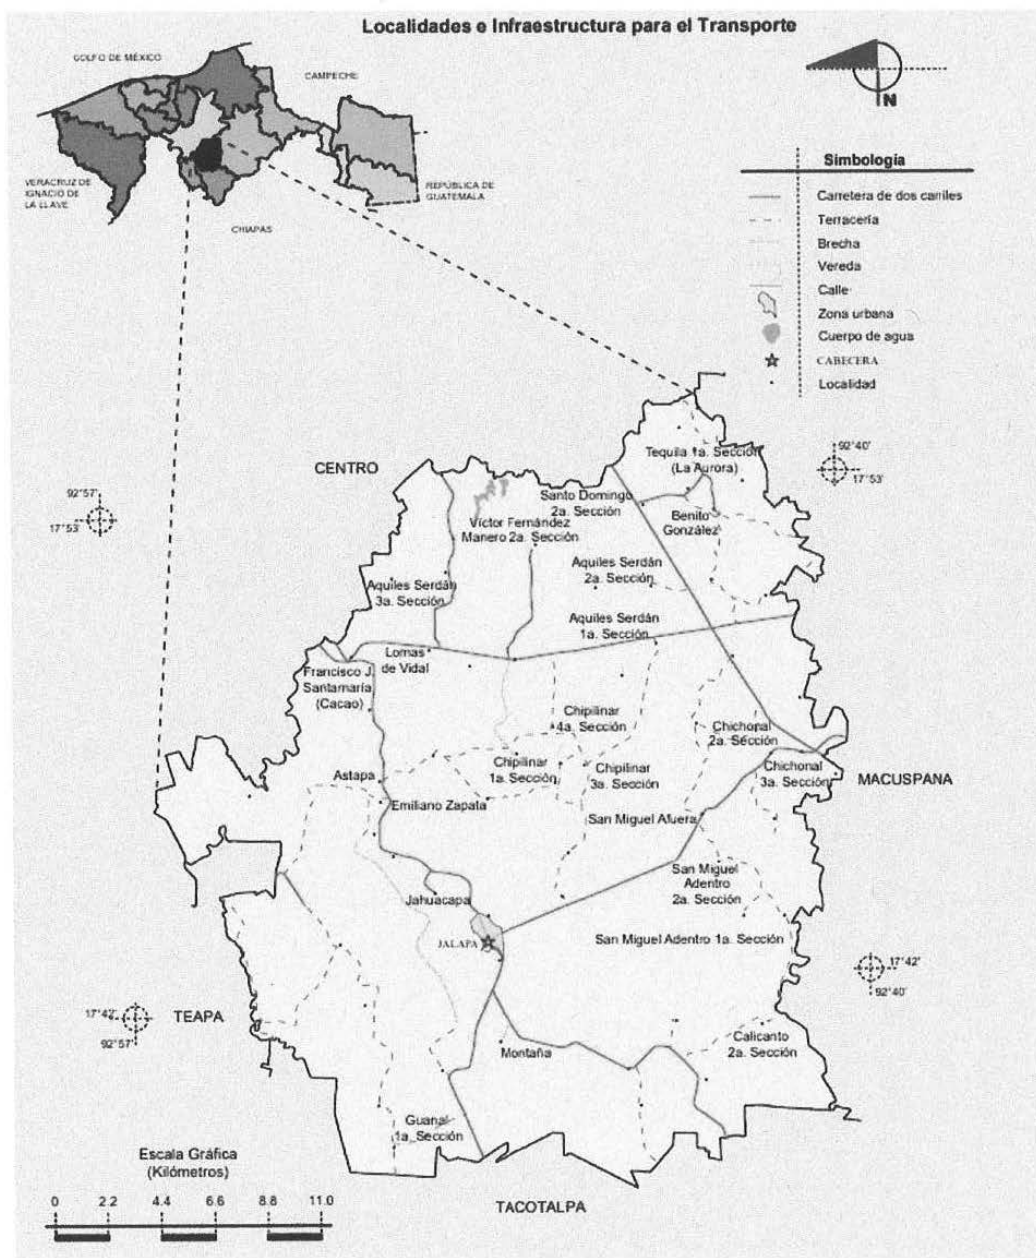 Localidades e Infraestructura para el Transporte
GOLFO DE MÉXICO
CAMPECHE
VERACRUZ DE
IGNACIO DE
LA LLAVE
REPÚBLICA DE
GUATEMALA
CHIAPAS
N
Simbología
Carretera de dos carriles
Terracería
Brecha
Vereda
Calle
Zona urbana
Cuerpo de agua
CABECERA
Localidad
CENTRO
92°57'
17°53'
92°40'
17°53'
Tequila 1a. Sección
(La Aurora)
Santo Domingo
2a. Sección
Benito
González
Víctor Fernández
Manero 2a. Sección
Aquiles Serdán
2a. Sección
Aquiles Serdán
3a. Sección
Aquiles Serdán
1a. Sección
Lomas
de Vidal
Francisco J.
Santamaría
(Cacao)
Chipilinar
4a. Sección
Chichonal
2a. Sección
Chipilinar
1a. Sección
Chipilinar
3a. Sección
Chichonal
3a. Sección
MACUSPANA
Astapa
Emiliano Zapata
San Miguel Afuera
San Miguel
Adentro
2a. Sección
Jahuacapa
JALAPA
San Miguel Adentro 1a. Sección
17°42'
92°40'
17°42'
92°57'
TEAPA
Montaña
Calicanto
2a. Sección
Guanal
1a. Sección
Escala Gráfica
(Kilómetros)
0 2.2 4.4 6.6 8.8 11.0
TACOTALPA